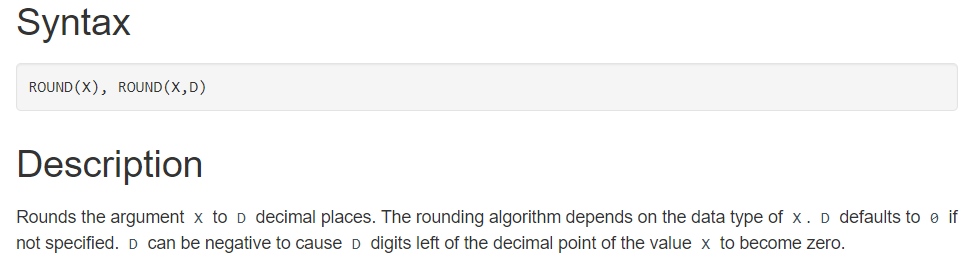 Syntax
ROUND(X), ROUND(X,D)
Description
Rounds the argument X to D decimal places. The rounding algorithm depends on the data type of X. D defaults to 0 if
not specified. D can be negative to cause D digits left of the decimal point of the value X to become zero.